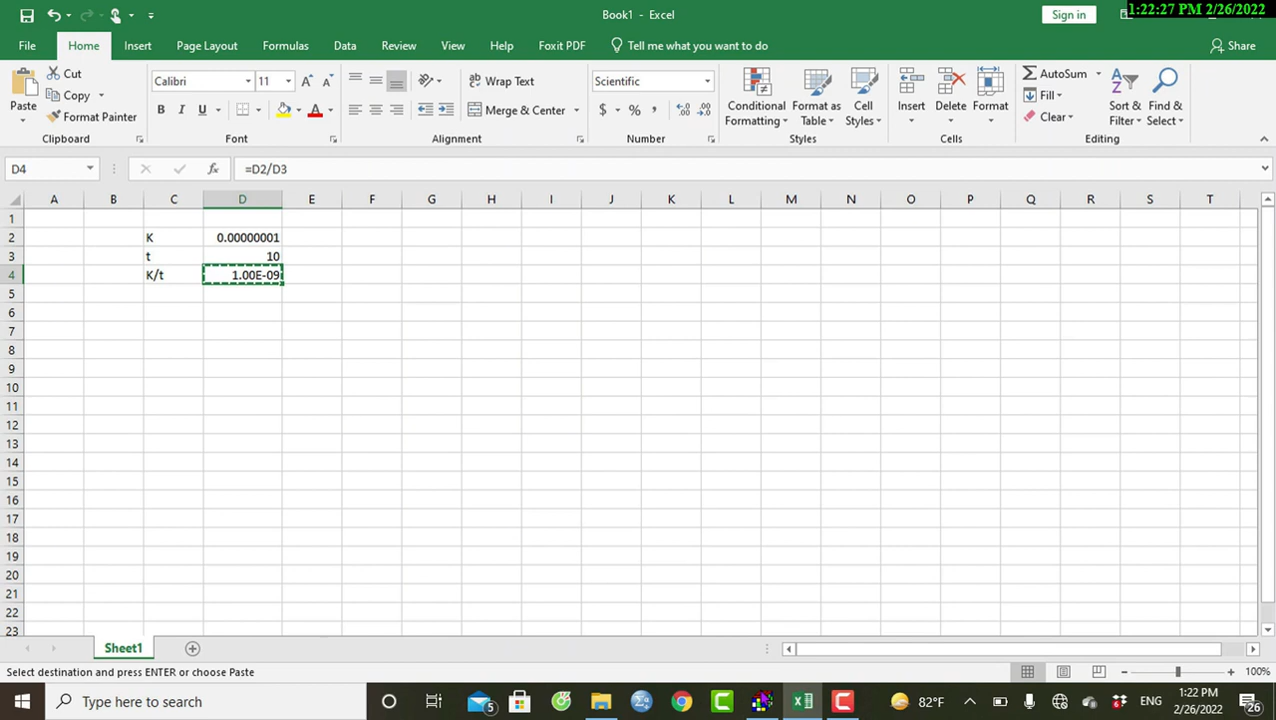 Book1 - Excel
Sign in
1:22:27 PM 2/26/2022
File Home Insert Page Layout Formulas Data Review View Help Foxit PDF Tell me what you want to do Share
Paste
Cut
Copy
Format Painter
Clipboard
Calibri 11
B I U A
Font
Wrap Text
Merge & Center
Alignment
Scientific
$ % ,
Number
Conditional Formatting
Format as Table
Cell Styles
Styles
Insert Delete Format
Cells
AutoSum
Fill
Clear
Sort & Filter
Find & Select
Editing
D4 fx =D2/D3
A B C D E F G H I J K L M N O P Q R S T
1
2 K 0.00000001
3 t 10
4 K/t 1.00E-09
5
6
7
8
9
10
11
12
13
14
15
16
17
18
19
20
21
22
23
Sheet1
Select destination and press ENTER or choose Paste 100%
Type here to search 5 82°F ENG 1:22 PM 2/26/2022 26